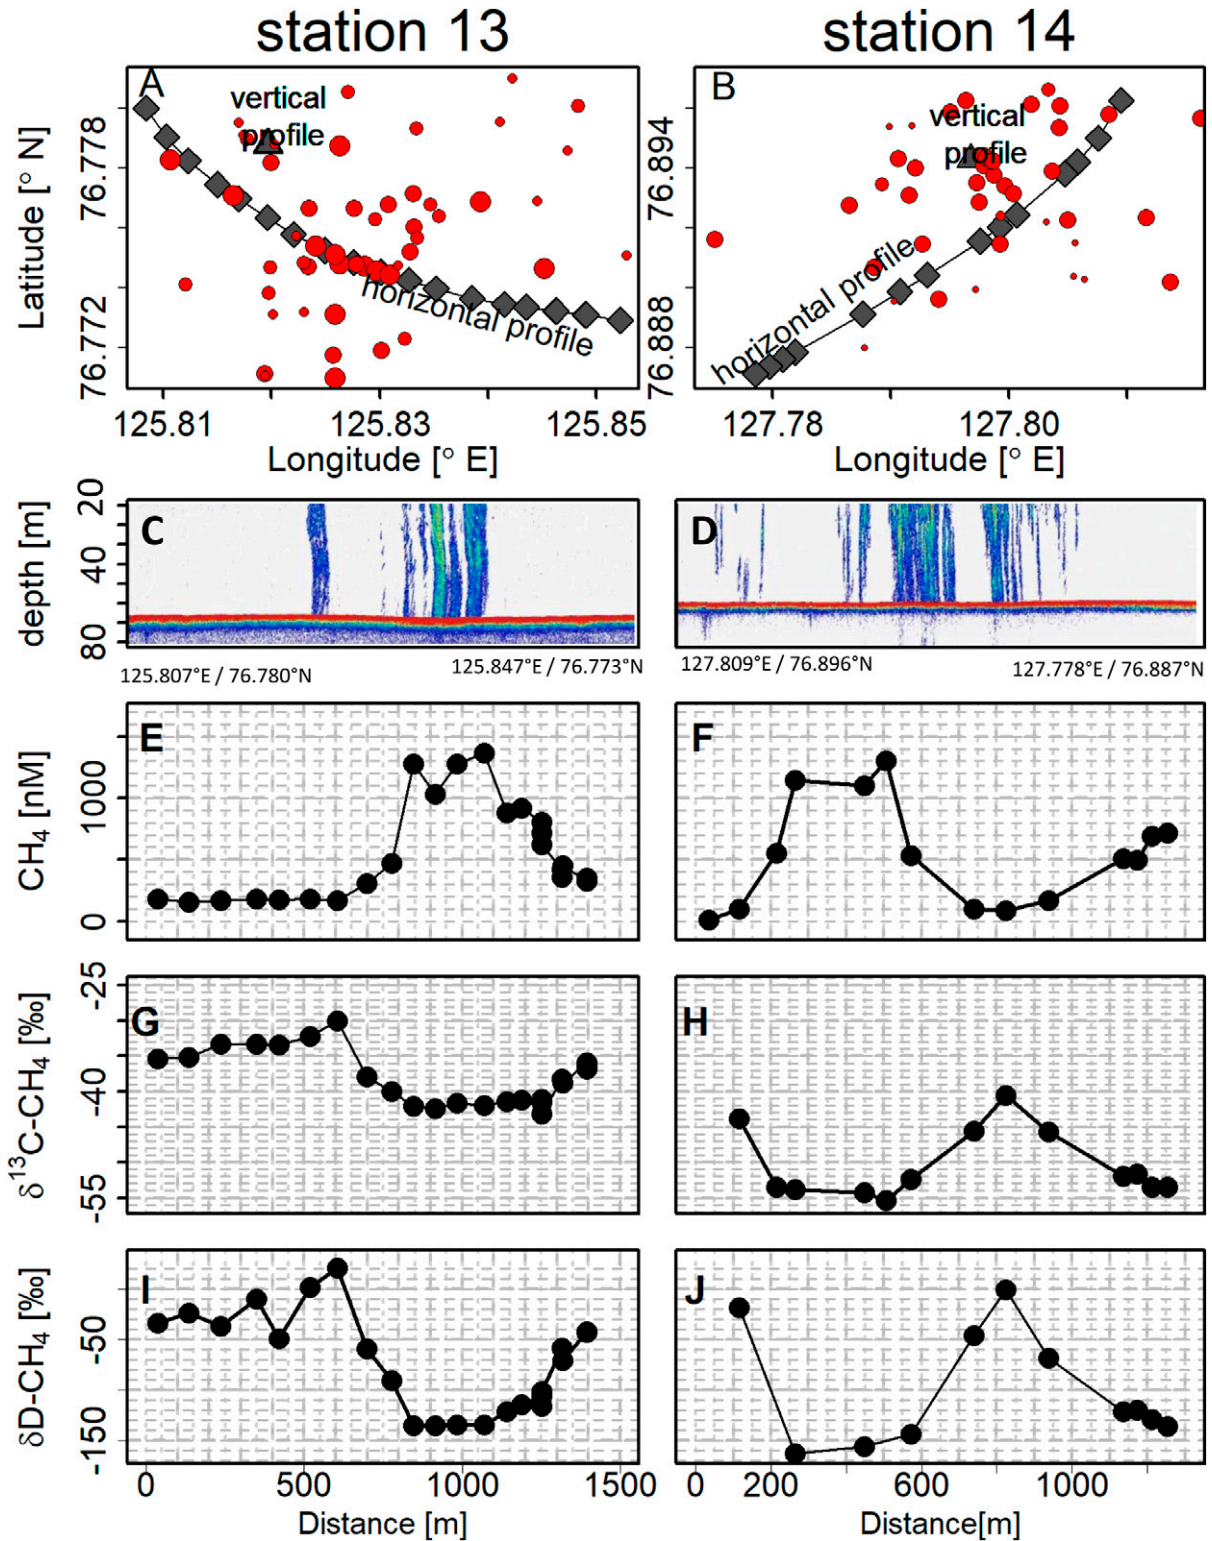 station 13
station 14
A
vertical
profile
horizontal profile
Latitude [° N]
76.778
76.772
125.81
125.83
125.85
Longitude [° E]
B
vertical
profile
horizontal profile
76.894
76.888
127.78
127.80
Longitude [° E]
C
depth [m]
20
40
80
125.807°E / 76.780°N
125.847°E / 76.773°N
D
127.809°E / 76.896°N
127.778°E / 76.887°N
E
CH₄ [nM]
1000
0
F
G
δ¹³C-CH₄ [‰]
-25
-40
-55
H
I
δD-CH₄ [‰]
-50
-150
0
500
1000
1500
Distance [m]
J
0
200
600
1000
Distance[m]